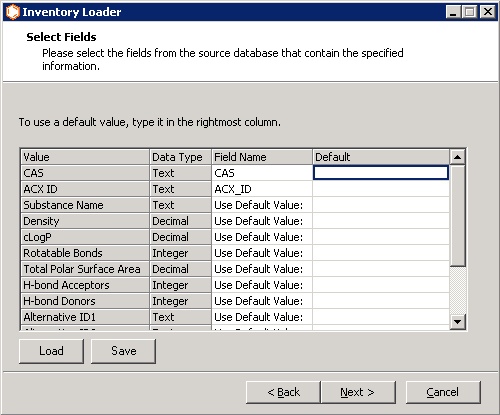 Inventory Loader
Select Fields
Please select the fields from the source database that contain the specified
information.
To use a default value, type it in the rightmost column.
Value Data Type Field Name Default
CAS Text CAS
ACX ID Text ACX_ID
Substance Name Text Use Default Value:
Density Decimal Use Default Value:
cLogP Decimal Use Default Value:
Rotatable Bonds Integer Use Default Value:
Total Polar Surface Area Decimal Use Default Value:
H-bond Acceptors Integer Use Default Value:
H-bond Donors Integer Use Default Value:
Alternative ID1 Text Use Default Value:
Load Save
< Back Next > Cancel